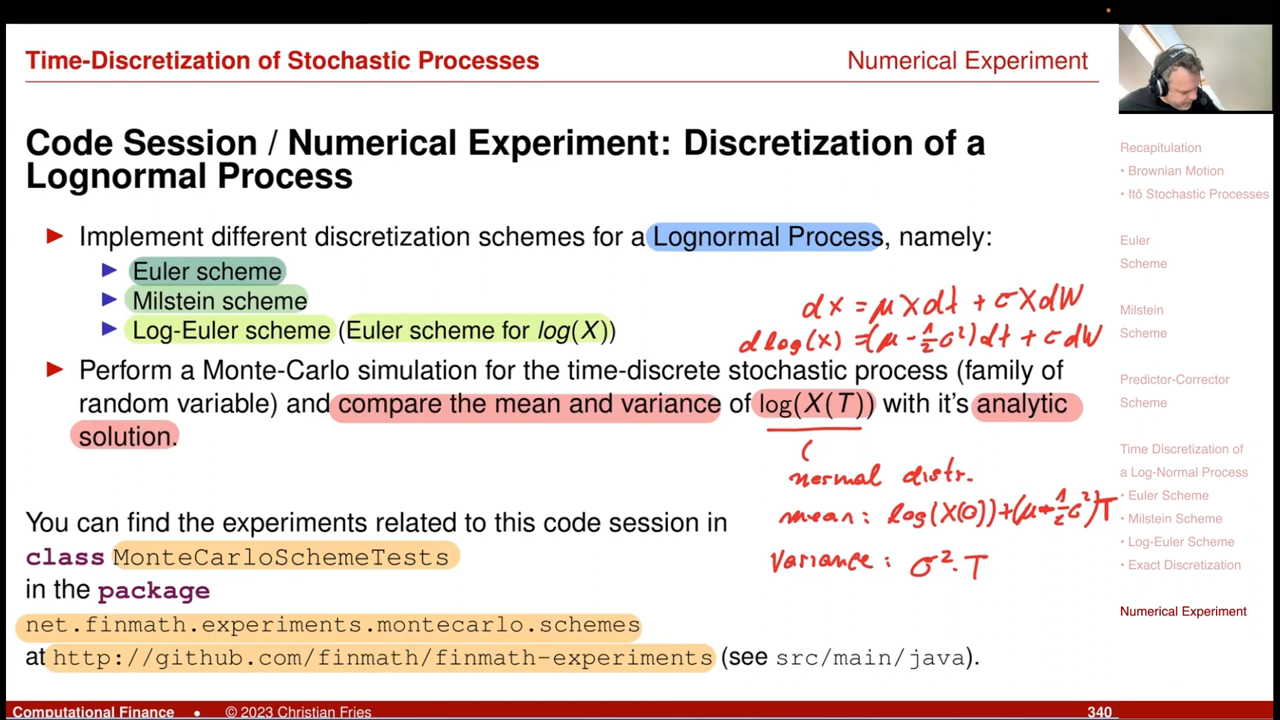 Time-Discretization of Stochastic Processes
Numerical Experiment
Code Session / Numerical Experiment: Discretization of a
Lognormal Process
▶ Implement different discretization schemes for a Lognormal Process, namely:
▶ Euler scheme
▶ Milstein scheme
▶ Log-Euler scheme (Euler scheme for log(X))
dX = μXdt + σXdW
dlog(X) = (μ - 1/2 σ²)dt + σdW
▶ Perform a Monte-Carlo simulation for the time-discrete stochastic process (family of
random variable) and compare the mean and variance of log(X(T)) with it's analytic
solution.
normal distr.
mean: log(X(0))+(μ-1/2σ²)T
Variance: σ²·T
You can find the experiments related to this code session in
class MonteCarloSchemeTests
in the package
net.finmath.experiments.montecarlo.schemes
at http://github.com/finmath/finmath-experiments (see src/main/java).
Recapitulation
• Brownian Motion
• Itô Stochastic Processes
Euler
Scheme
Milstein
Scheme
Predictor-Corrector
Scheme
Time Discretization of
a Log-Normal Process
• Euler Scheme
• Milstein Scheme
• Log-Euler Scheme
• Exact Discretization
Numerical Experiment
Computational Finance • © 2023 Christian Fries
340